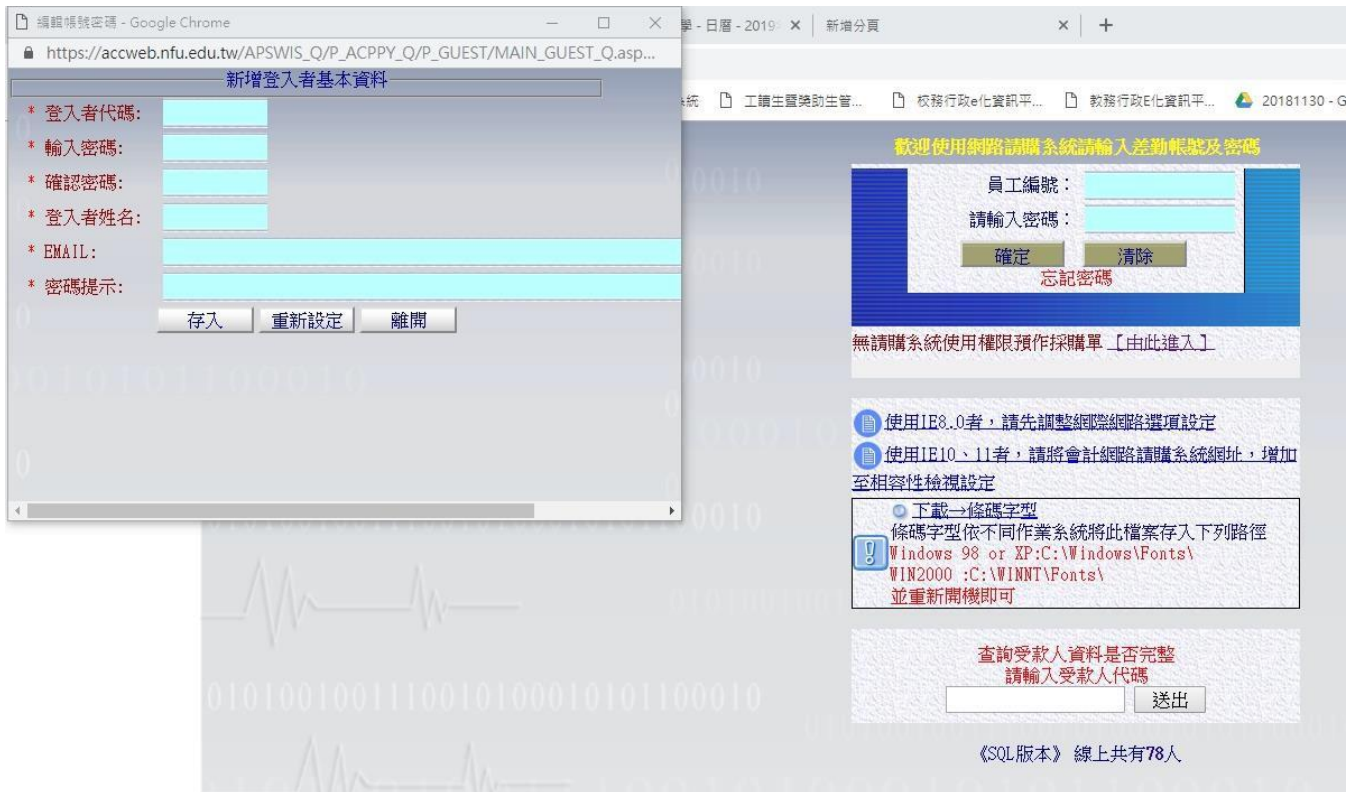 編輯帳號密碼 - Google Chrome
https://accweb.nfu.edu.tw/APSWIS_Q/P_ACPPY_Q/P_GUEST/MAIN_GUEST_Q.asp...
新增登入者基本資料
* 登入者代碼:
* 輸入密碼:
* 確認密碼:
* 登入者姓名:
* EMAIL:
* 密碼提示:
存入 重新設定 離開
學 - 日曆 - 2019
新增分頁
統 工讀生暨獎助生管... 校務行政e化資訊平... 教務行政E化資訊平... 20181130 - G
歡迎使用網路請購系統請輸入差勤帳號及密碼
員工編號：
請輸入密碼：
確定 清除
忘記密碼
無請購系統使用權限預作採購單 【由此進入】
使用IE8.0者，請先調整網際網路選項設定
使用IE10、11者，請將會計網路請購系統網址，增加
至相容性檢視設定
下載→條碼字型
條碼字型依不同作業系統將此檔案存入下列路徑
Windows 98 or XP:C:\Windows\Fonts\
WIN2000 :C:\WINNT\Fonts\
並重新開機即可
查詢受款人資料是否完整
請輸入受款人代碼
送出
《SQL版本》 線上共有78人